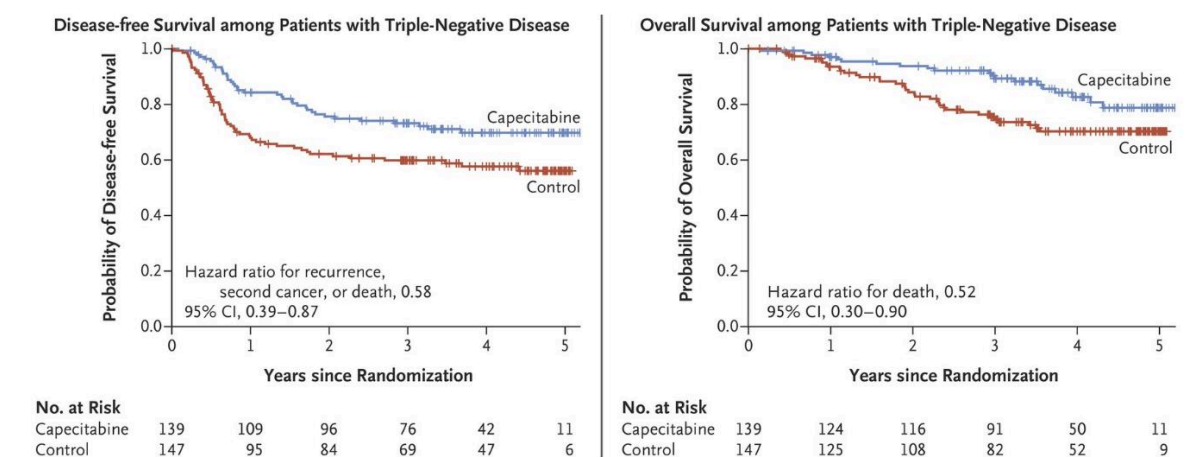 Disease-free Survival among Patients with Triple-Negative Disease
Probability of Disease-free Survival
1.0
0.8
0.6
0.4
0.2
0.0
Capecitabine
Control
Hazard ratio for recurrence,
second cancer, or death, 0.58
95% CI, 0.39–0.87
0 1 2 3 4 5
Years since Randomization
No. at Risk
Capecitabine 139 109 96 76 42 11
Control 147 95 84 69 47 6
Overall Survival among Patients with Triple-Negative Disease
Probability of Overall Survival
1.0
0.8
0.6
0.4
0.2
0.0
Capecitabine
Control
Hazard ratio for death, 0.52
95% CI, 0.30–0.90
0 1 2 3 4 5
Years since Randomization
No. at Risk
Capecitabine 139 124 116 91 50 11
Control 147 125 108 82 52 9